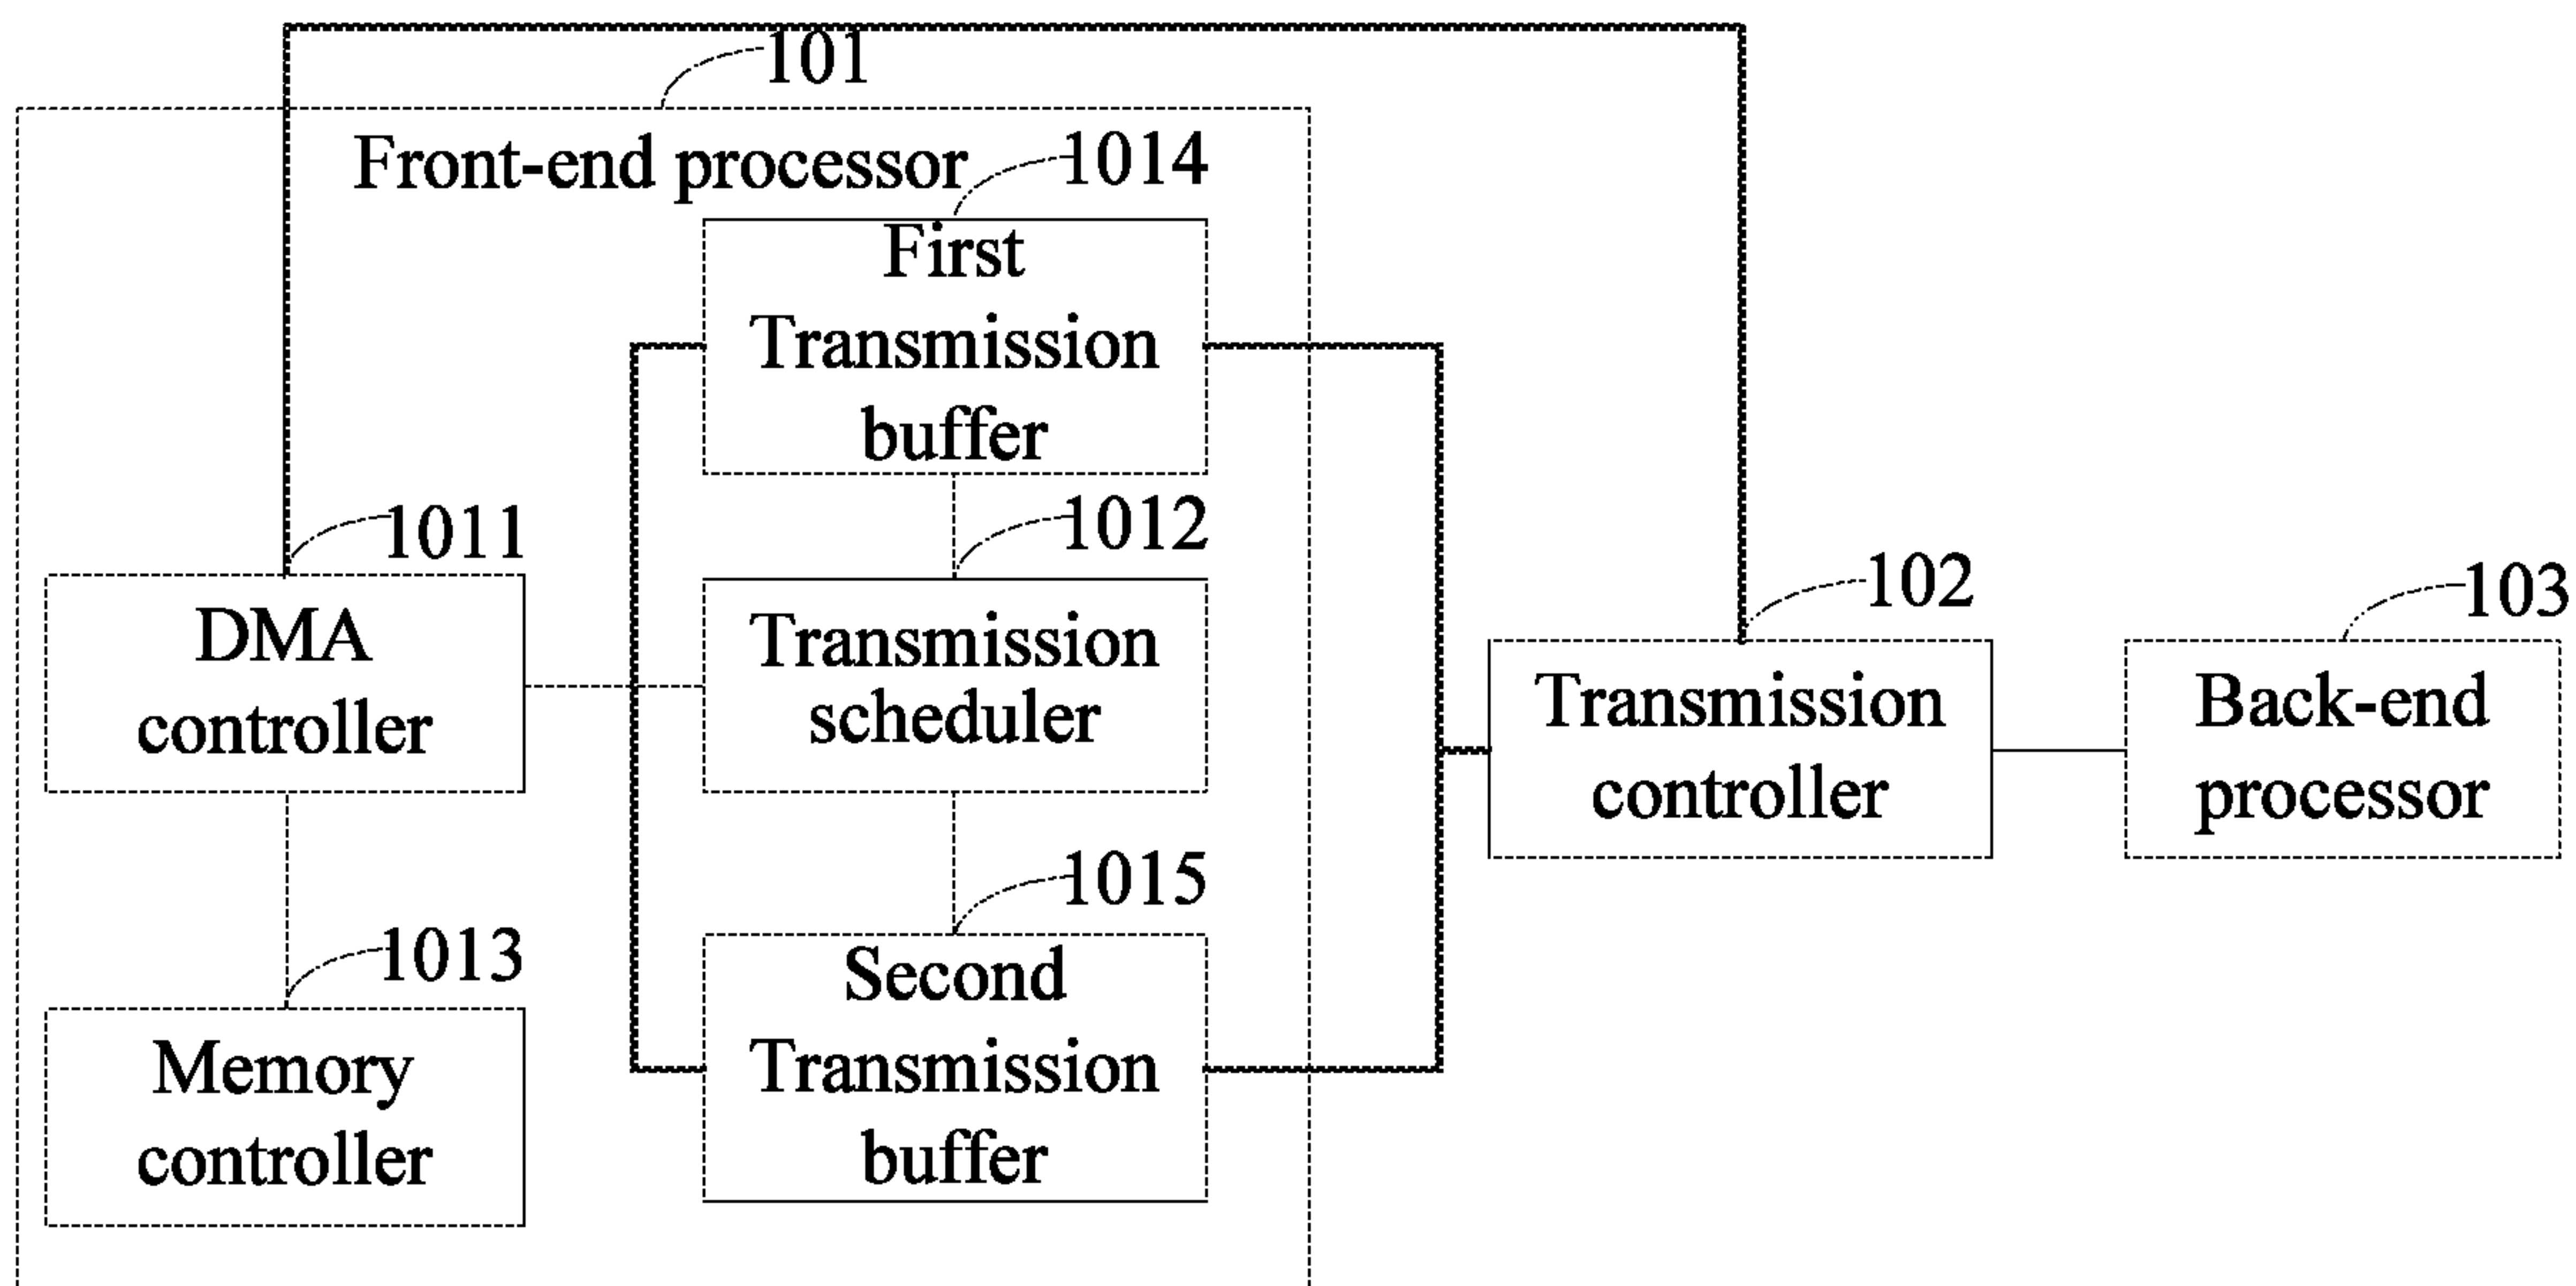 101
Front-end processor
1014
First
Transmission
buffer
1011
DMA
controller
1012
Transmission
scheduler
102
Transmission
controller
103
Back-end
processor
1013
Memory
controller
1015
Second
Transmission
buffer